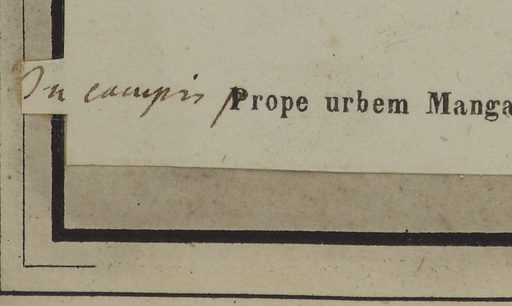 In campis Prope urbem Manga